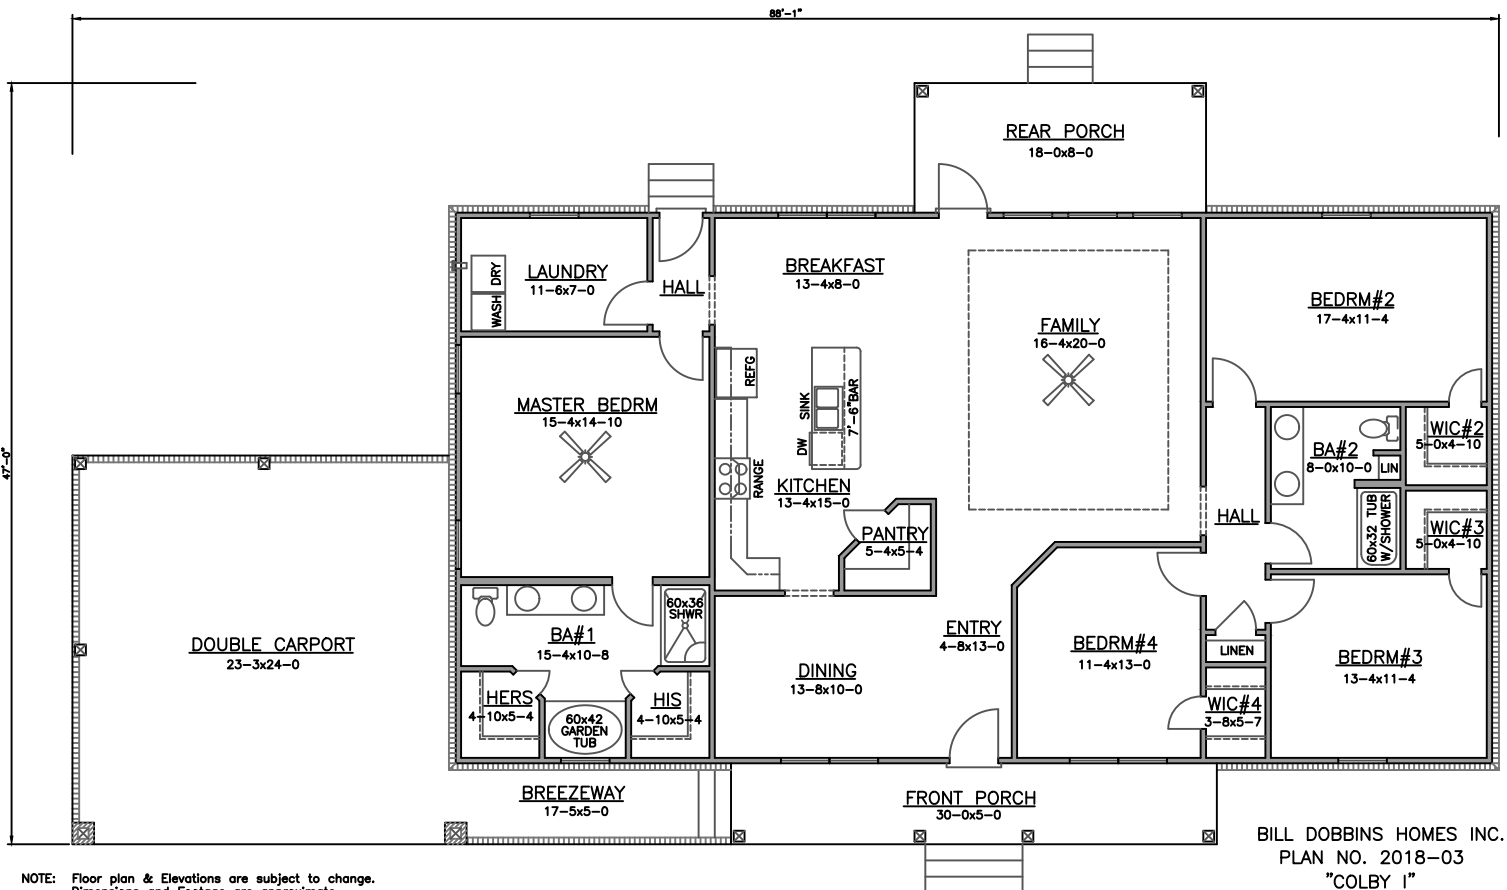 88'-1"
47'-0"
REAR PORCH
18-0x8-0
LAUNDRY
11-6x7-0
DRY
WASH
HALL
BREAKFAST
13-4x8-0
FAMILY
16-4x20-0
BEDRM#2
17-4x11-4
MASTER BEDRM
15-4x14-10
REFG
SINK
DW
7'-6"BAR
RANGE
KITCHEN
13-4x15-0
PANTRY
5-4x5-4
BA#2
8-0x10-0
LIN
WIC#2
5-0x4-10
HALL
60x32 TUB
W/SHOWER
WIC#3
5-0x4-10
DOUBLE CARPORT
23-3x24-0
BA#1
15-4x10-8
60x36
SHWR
HERS
4-10x5-4
60x42
GARDEN
TUB
HIS
4-10x5-4
DINING
13-8x10-0
ENTRY
4-8x13-0
BEDRM#4
11-4x13-0
LINEN
WIC#4
3-8x5-7
BEDRM#3
13-4x11-4
BREEZEWAY
17-5x5-0
FRONT PORCH
30-0x5-0
BILL DOBBINS HOMES INC.
PLAN NO. 2018-03
"COLBY I"
NOTE: Floor plan & Elevations are subject to change.
Dimensions and Footage are approximate.